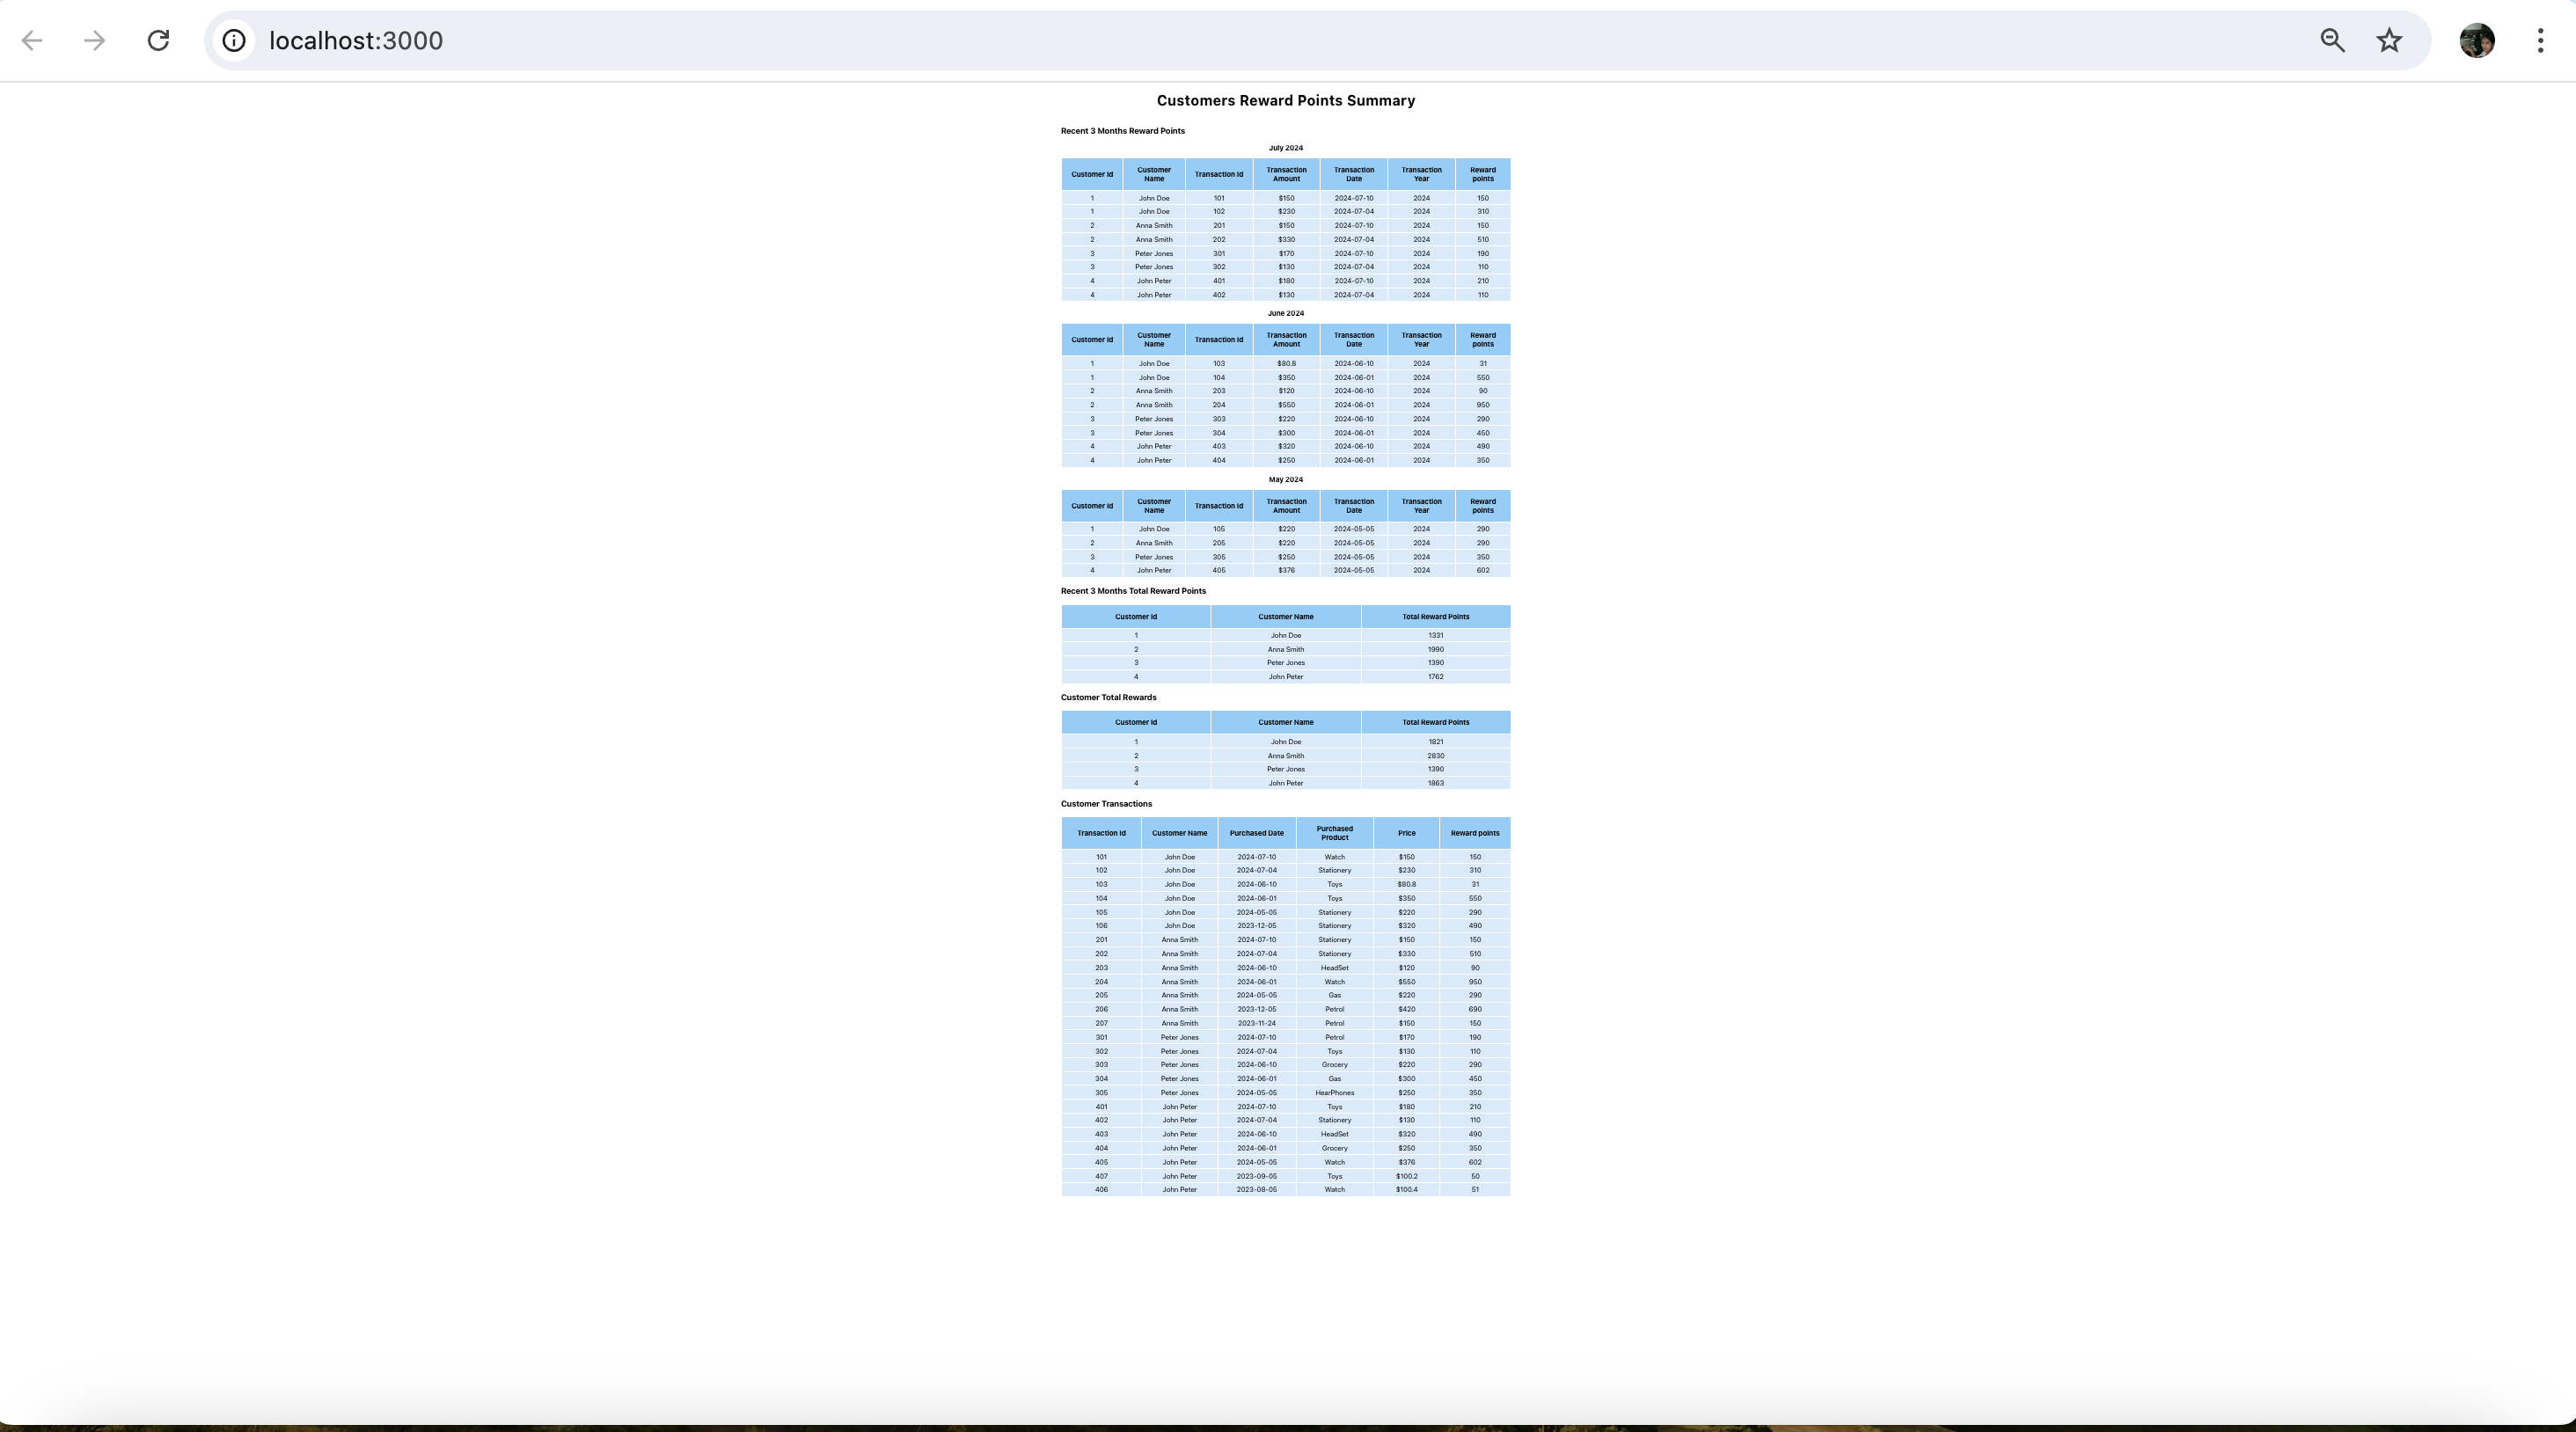 localhost:3000
Customers Reward Points Summary
Recent 3 Months Reward Points
July 2024
Customer Id Customer Name Transaction Id Transaction Amount Transaction Date Transaction Year Reward points
1 John Doe 101 $150 2024-07-10 2024 150
1 John Doe 102 $230 2024-07-04 2024 310
2 Anna Smith 201 $150 2024-07-10 2024 150
2 Anna Smith 202 $330 2024-07-04 2024 510
3 Peter Jones 301 $170 2024-07-10 2024 190
3 Peter Jones 302 $130 2024-07-04 2024 110
4 John Peter 401 $180 2024-07-10 2024 210
4 John Peter 402 $130 2024-07-04 2024 110
June 2024
Customer Id Customer Name Transaction Id Transaction Amount Transaction Date Transaction Year Reward points
1 John Doe 103 $80.8 2024-06-10 2024 31
1 John Doe 104 $350 2024-06-01 2024 550
2 Anna Smith 203 $120 2024-06-10 2024 90
2 Anna Smith 204 $550 2024-06-01 2024 950
3 Peter Jones 303 $220 2024-06-10 2024 290
3 Peter Jones 304 $300 2024-06-01 2024 450
4 John Peter 403 $320 2024-06-10 2024 490
4 John Peter 404 $250 2024-06-01 2024 350
May 2024
Customer Id Customer Name Transaction Id Transaction Amount Transaction Date Transaction Year Reward points
1 John Doe 105 $220 2024-05-05 2024 290
2 Anna Smith 205 $220 2024-05-05 2024 290
3 Peter Jones 305 $250 2024-05-05 2024 350
4 John Peter 405 $376 2024-05-05 2024 602
Recent 3 Months Total Reward Points
Customer Id Customer Name Total Reward Points
1 John Doe 1331
2 Anna Smith 1990
3 Peter Jones 1390
4 John Peter 1762
Customer Total Rewards
Customer Id Customer Name Total Reward Points
1 John Doe 1821
2 Anna Smith 2830
3 Peter Jones 1390
4 John Peter 1863
Customer Transactions
Transaction Id Customer Name Purchased Date Purchased Product Price Reward points
101 John Doe 2024-07-10 Watch $150 150
102 John Doe 2024-07-04 Stationery $230 310
103 John Doe 2024-06-10 Toys $80.8 31
104 John Doe 2024-06-01 Toys $350 550
105 John Doe 2024-05-05 Stationery $220 290
106 John Doe 2023-12-05 Stationery $320 490
201 Anna Smith 2024-07-10 Stationery $150 150
202 Anna Smith 2024-07-04 Stationery $330 510
203 Anna Smith 2024-06-10 HeadSet $120 90
204 Anna Smith 2024-06-01 Watch $550 950
205 Anna Smith 2024-05-05 Gas $220 290
206 Anna Smith 2023-12-05 Petrol $420 690
207 Anna Smith 2023-11-24 Petrol $150 150
301 Peter Jones 2024-07-10 Petrol $170 190
302 Peter Jones 2024-07-04 Toys $130 110
303 Peter Jones 2024-06-10 Grocery $220 290
304 Peter Jones 2024-06-01 Gas $300 450
305 Peter Jones 2024-05-05 HearPhones $250 350
401 John Peter 2024-07-10 Toys $180 210
402 John Peter 2024-07-04 Stationery $130 110
403 John Peter 2024-06-10 HeadSet $320 490
404 John Peter 2024-06-01 Grocery $250 350
405 John Peter 2024-05-05 Watch $376 602
407 John Peter 2023-09-05 Toys $100.2 50
406 John Peter 2023-08-05 Watch $100.4 51